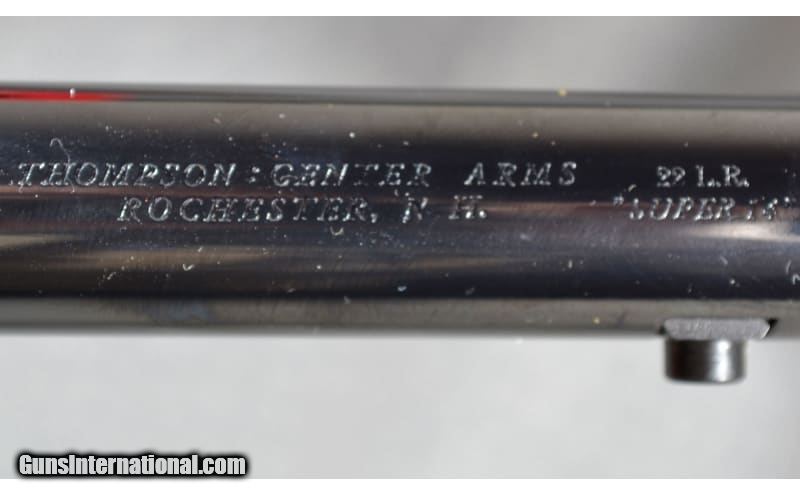 THOMPSON : CENTER ARMS 22 L.R.
ROCHESTER, N. H. "SUPER 14"
GunsInternational.com